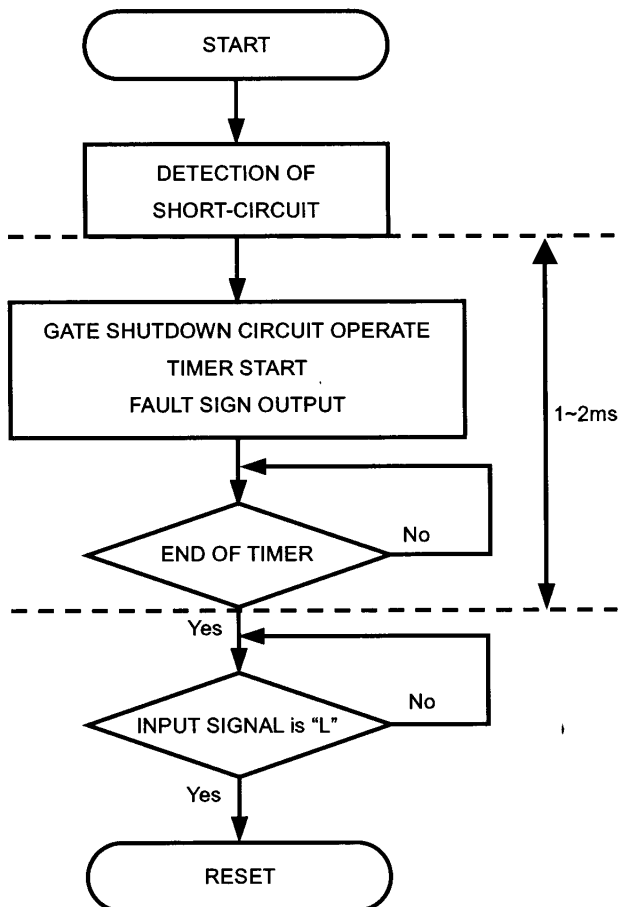 START
DETECTION OF
SHORT-CIRCUIT
GATE SHUTDOWN CIRCUIT OPERATE
TIMER START
FAULT SIGN OUTPUT
1~2ms
No
END OF TIMER
Yes
No
INPUT SIGNAL is “L”
Yes
RESET